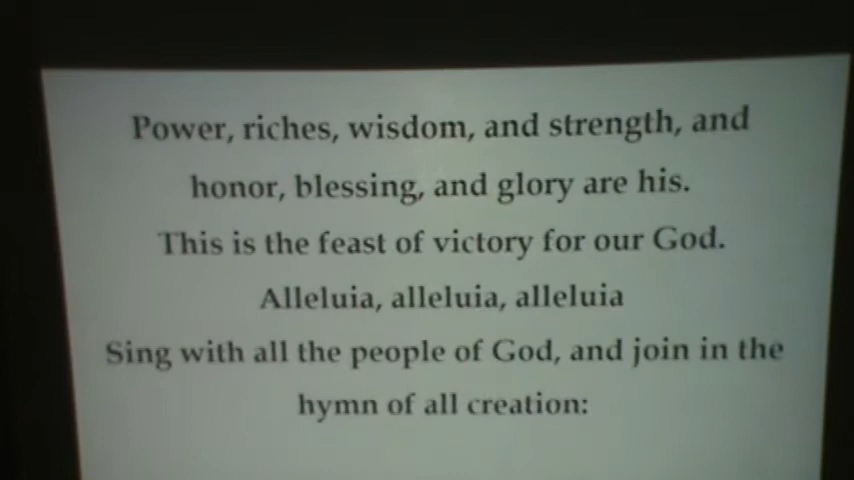 Power, riches, wisdom, and strength, and
honor, blessing, and glory are his.
This is the feast of victory for our God.
Alleluia, alleluia, alleluia
Sing with all the people of God, and join in the
hymn of all creation: